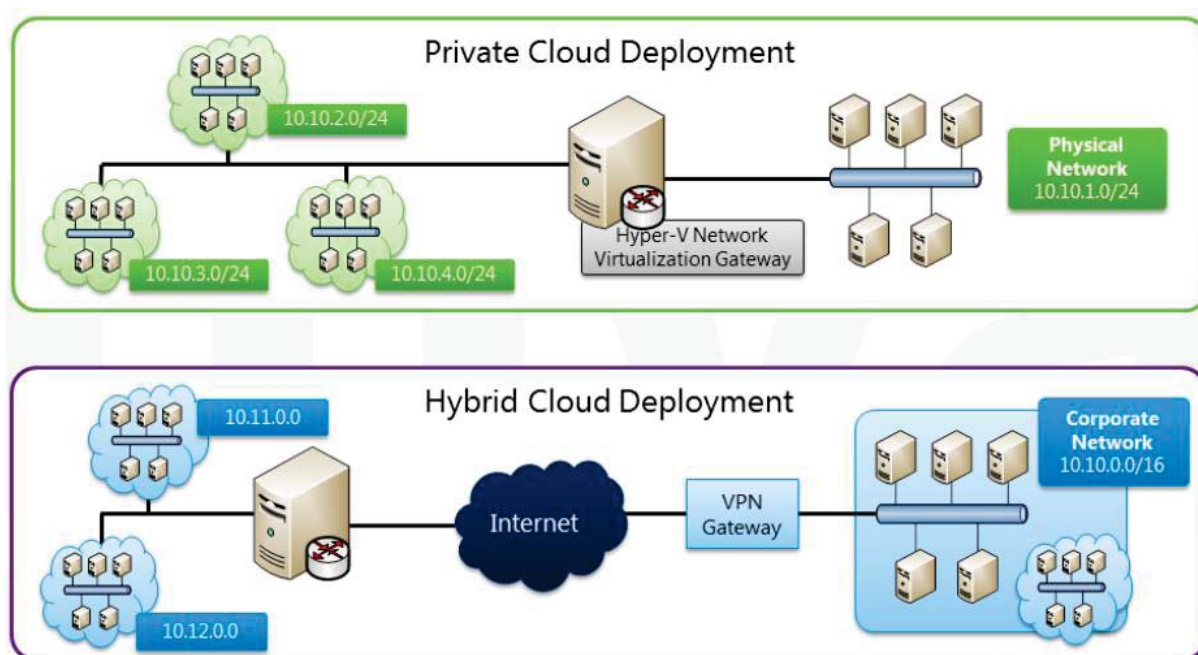 Private Cloud Deployment
10.10.2.0/24
10.10.3.0/24
10.10.4.0/24
Hyper-V Network
Virtualization Gateway
Physical
Network
10.10.1.0/24
Hybrid Cloud Deployment
10.11.0.0
10.12.0.0
Internet
VPN
Gateway
Corporate
Network
10.10.0.0/16